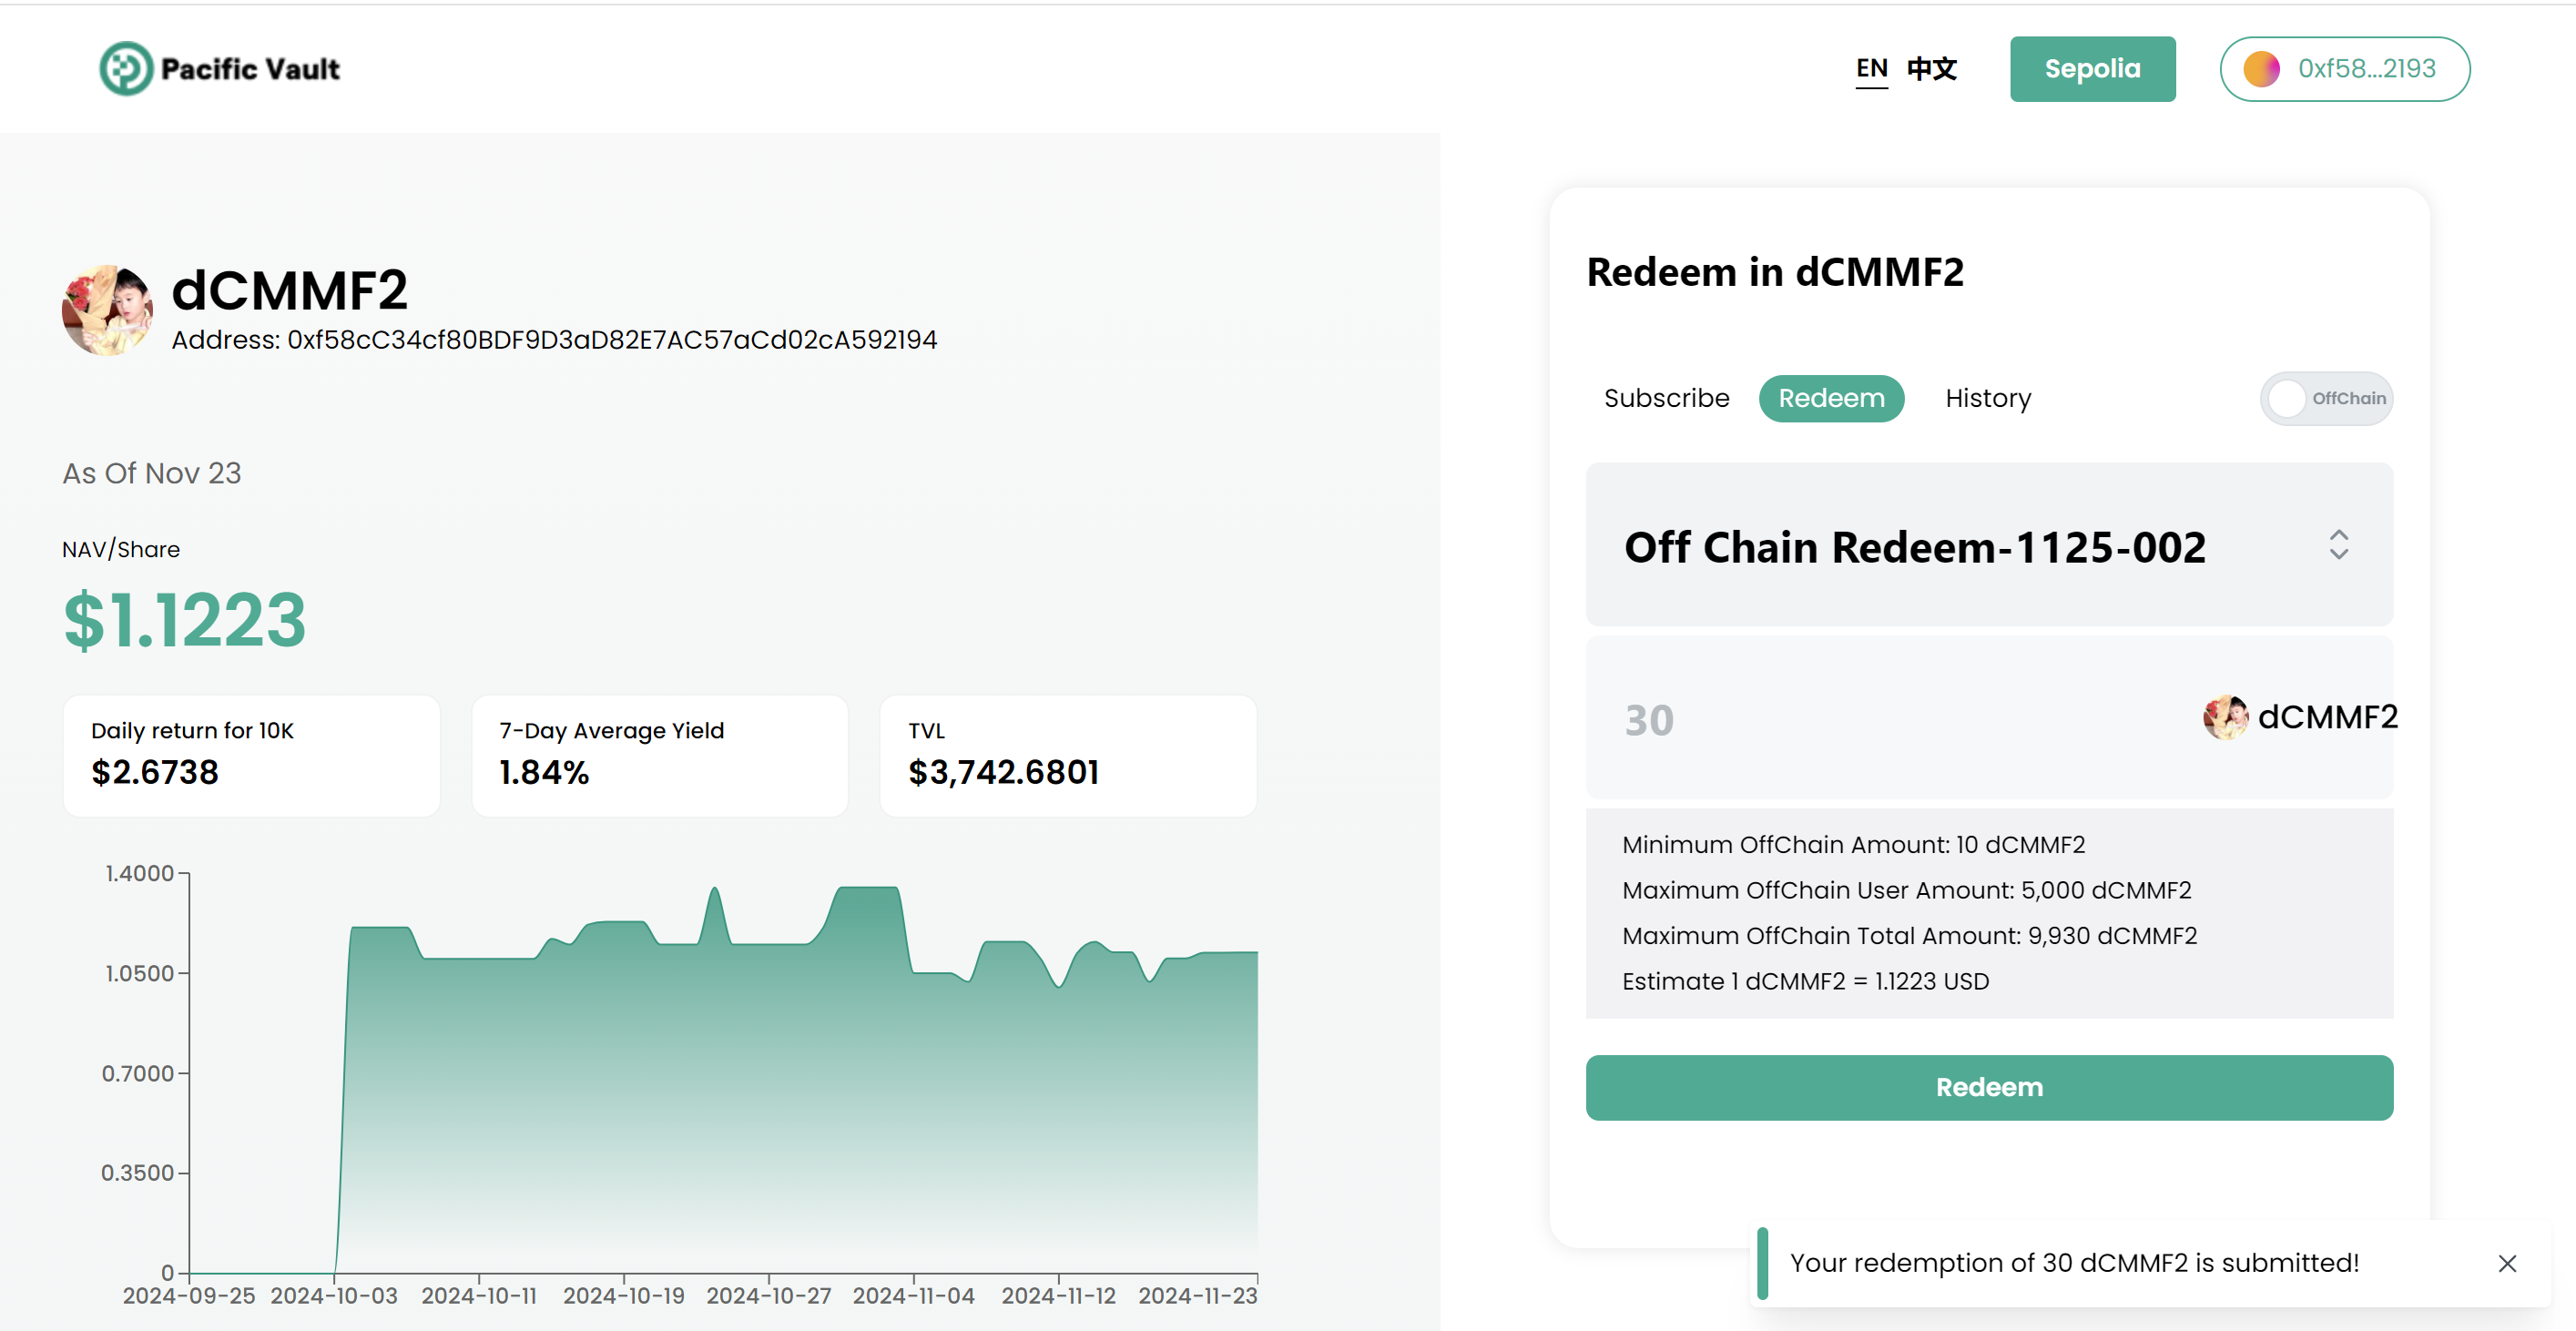 Pacific Vault
EN 中文 Sepolia 0xf58...2193
dCMMF2
Address: 0xf58cC34cf80BDF9D3aD82E7AC57aCd02cA592194
As Of Nov 23
NAV/Share
$1.1223
Daily return for 10K
$2.6738
7-Day Average Yield
1.84%
TVL
$3,742.6801
1.4000
1.0500
0.7000
0.3500
0
2024-09-25 2024-10-03 2024-10-11 2024-10-19 2024-10-27 2024-11-04 2024-11-12 2024-11-23
Redeem in dCMMF2
Subscribe Redeem History OffChain
Off Chain Redeem-1125-002
30 dCMMF2
Minimum OffChain Amount: 10 dCMMF2
Maximum OffChain User Amount: 5,000 dCMMF2
Maximum OffChain Total Amount: 9,930 dCMMF2
Estimate 1 dCMMF2 = 1.1223 USD
Redeem
Your redemption of 30 dCMMF2 is submitted!